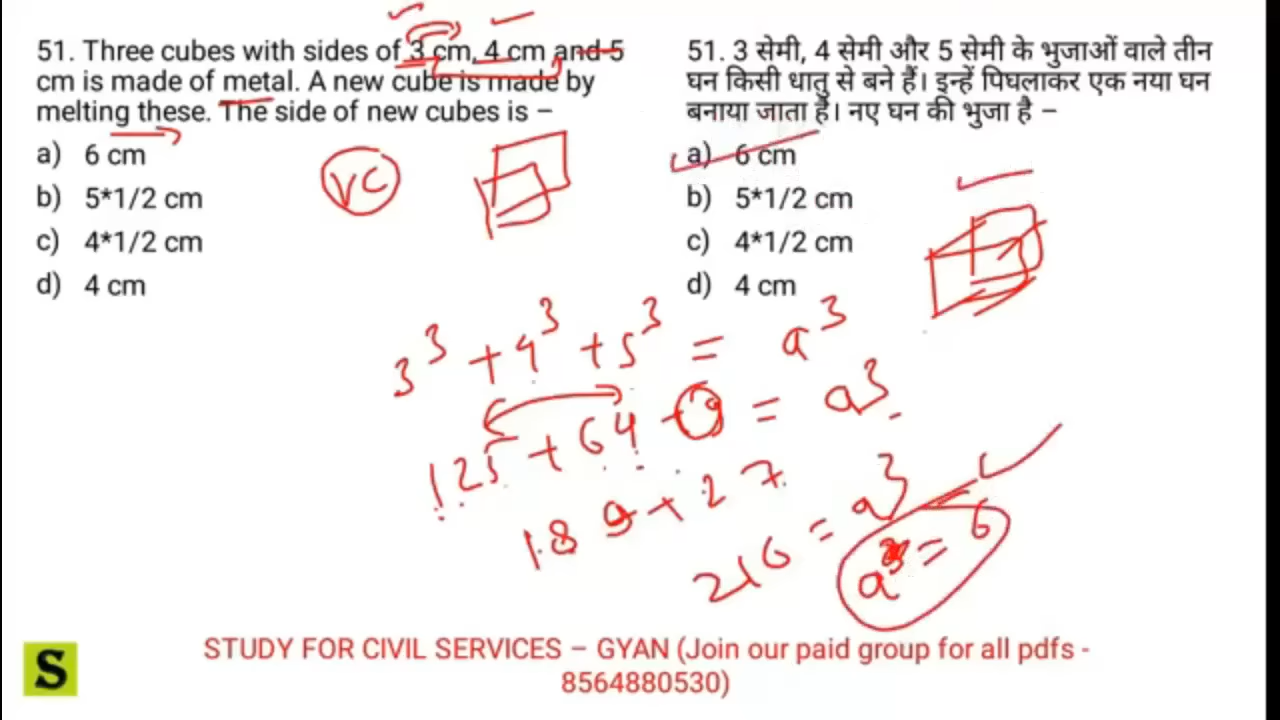 51. Three cubes with sides of 3 cm, 4 cm and 5
cm is made of metal. A new cube is made by
melting these. The side of new cubes is –
a) 6 cm
b) 5*1/2 cm
c) 4*1/2 cm
d) 4 cm
VC
51. 3 सेमी, 4 सेमी और 5 सेमी के भुजाओं वाले तीन
घन किसी धातु से बने हैं। इन्हें पिघलाकर एक नया घन
बनाया जाता है। नए घन की भुजा है –
a) 6 cm
b) 5*1/2 cm
c) 4*1/2 cm
d) 4 cm
3³ + 4³ + 5³ = a³
125 + 64 + = a³
189 + 27
216 = a³
a = 6
S
STUDY FOR CIVIL SERVICES – GYAN (Join our paid group for all pdfs -
8564880530)